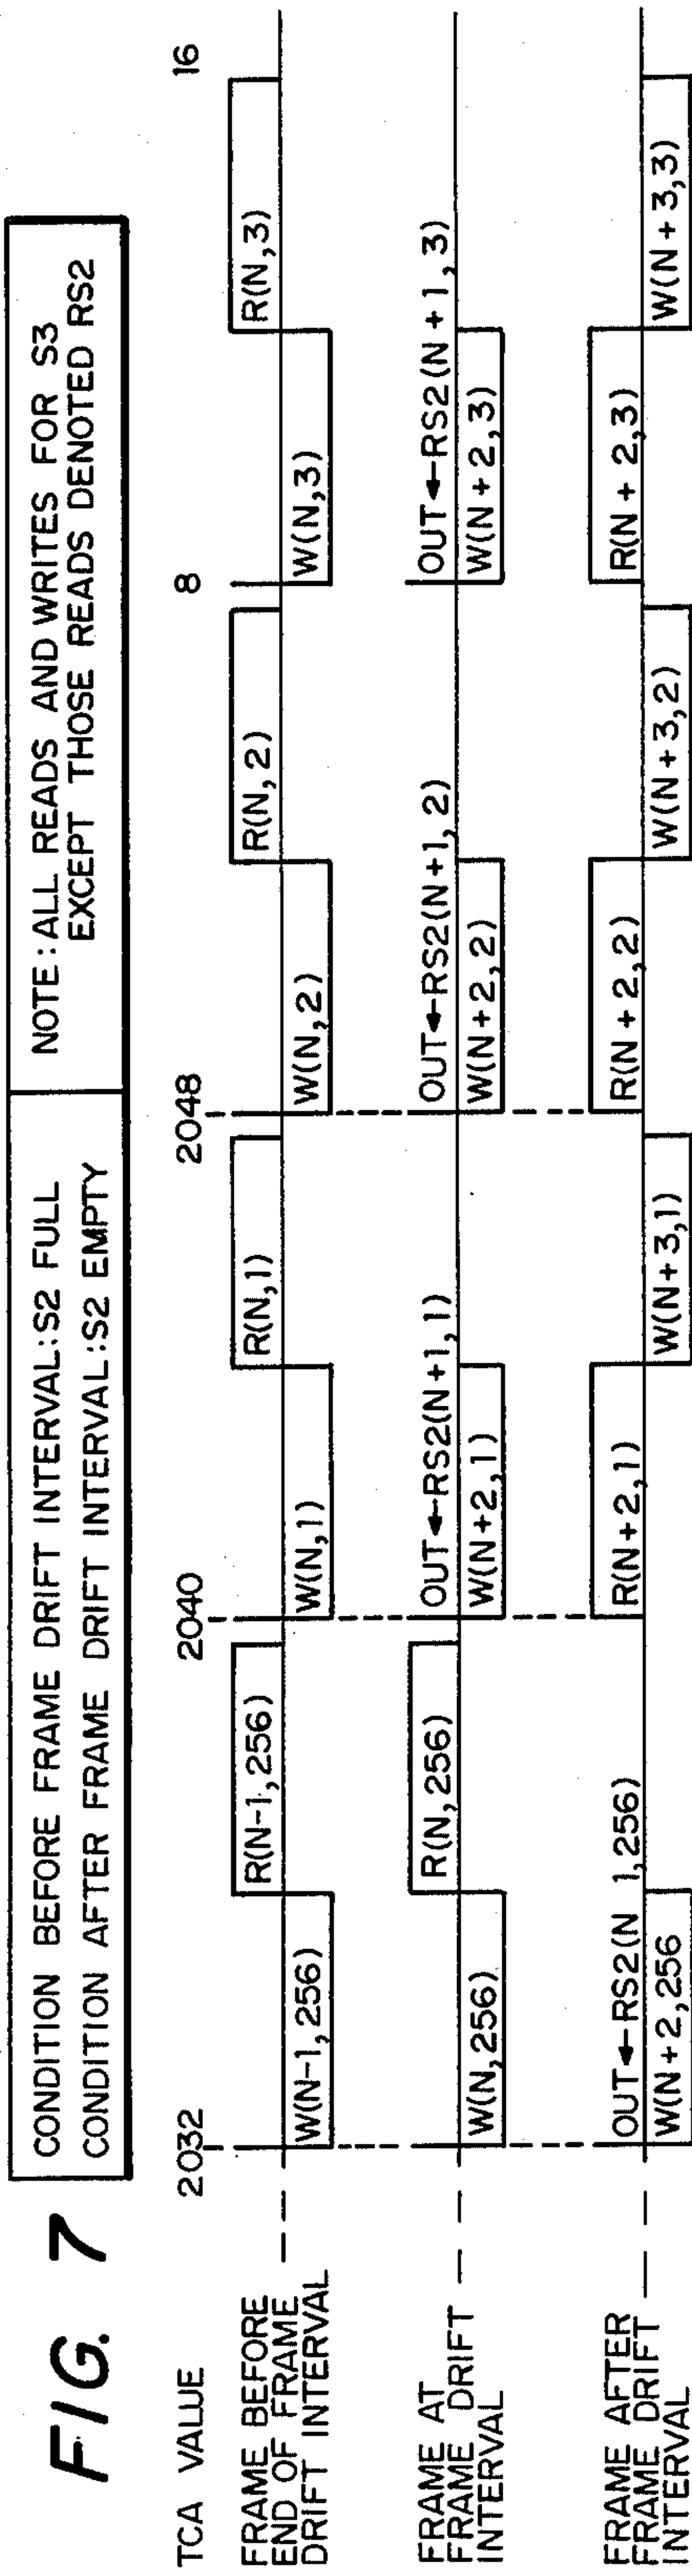 FIG. 7
CONDITION BEFORE FRAME DRIFT INTERVAL:S2 FULL
CONDITION AFTER FRAME DRIFT INTERVAL:S2 EMPTY
NOTE: ALL READS AND WRITES FOR S3
EXCEPT THOSE READS DENOTED RS2
TCA VALUE
2032
2040
2048
8
16
FRAME BEFORE
END OF FRAME
DRIFT INTERVAL
W(N-1,256)
R(N-1,256)
W(N,1)
R(N,1)
W(N,2)
R(N,2)
W(N,3)
R(N,3)
FRAME AT
FRAME DRIFT
INTERVAL
W(N,256)
R(N,256)
OUT←RS2(N+1,1)
W(N+2,1)
OUT←RS2(N+1,2)
W(N+2,2)
OUT←RS2(N+1,3)
W(N+2,3)
FRAME AFTER
FRAME DRIFT
INTERVAL
OUT←RS2(N 1,256)
W(N+2,256
R(N+2,1)
W(N+3,1)
R(N+2,2)
W(N+3,2)
R(N+2,3)
W(N+3,3)